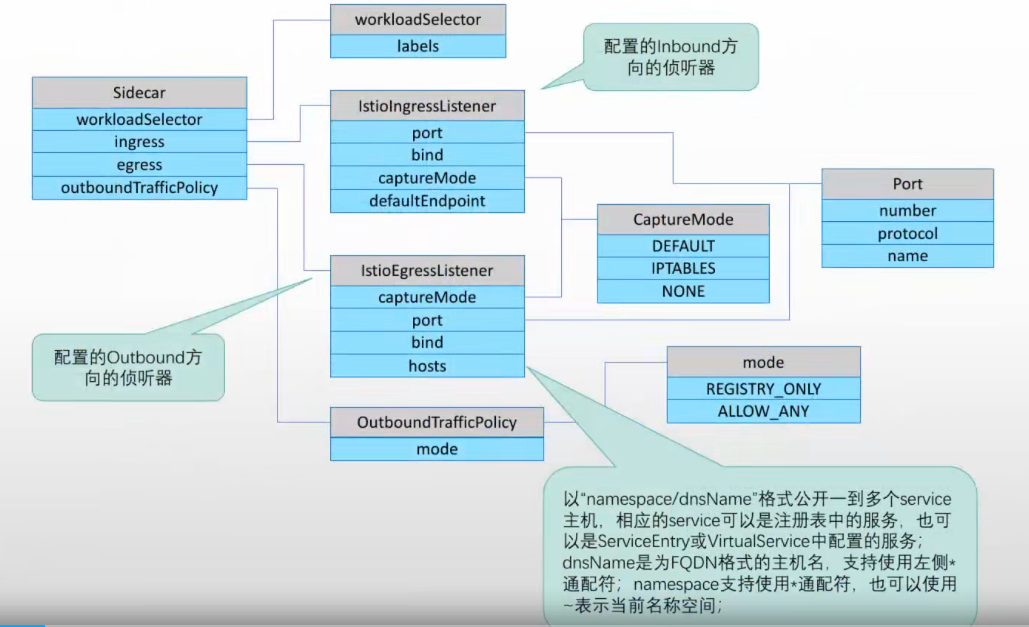 workloadSelector
labels
配置的Inbound方
向的侦听器
Sidecar
workloadSelector
ingress
egress
outboundTrafficPolicy
IstioIngressListener
port
bind
captureMode
defaultEndpoint
Port
number
protocol
name
CaptureMode
DEFAULT
IPTABLES
NONE
IstioEgressListener
captureMode
port
bind
hosts
配置的Outbound方
向的侦听器
mode
REGISTRY_ONLY
ALLOW_ANY
OutboundTrafficPolicy
mode
以“namespace/dnsName”格式公开一到多个service
主机，相应的service可以是注册表中的服务，也可
以是ServiceEntry或VirtualService中配置的服务；
dnsName是为FQDN格式的主机名，支持使用左侧*
通配符；namespace支持使用*通配符，也可以使用
~表示当前名称空间；